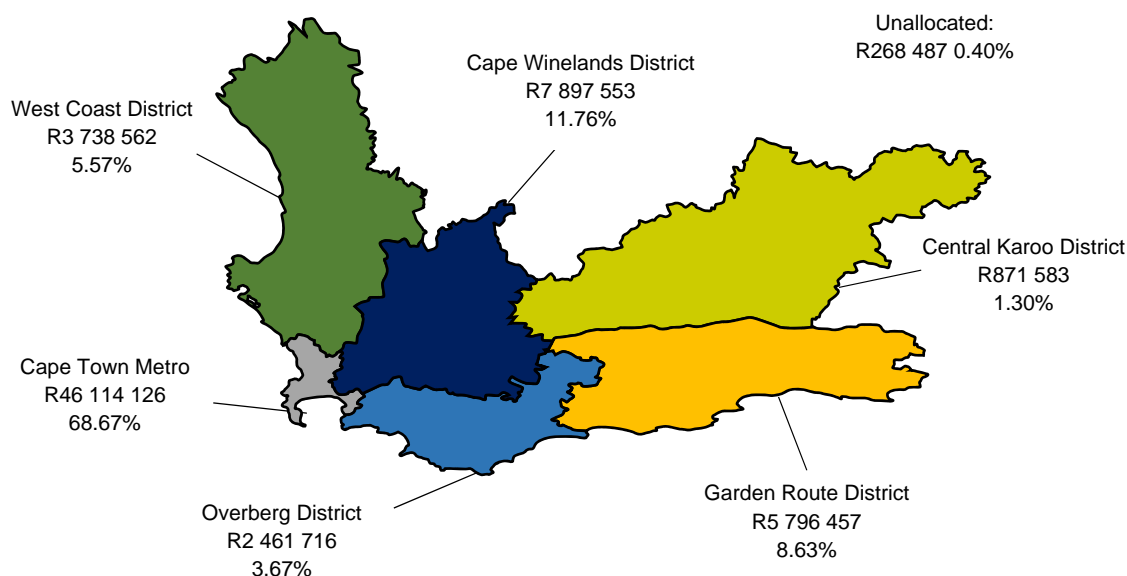 Unallocated:
R268 487 0.40%
Cape Winelands District
R7 897 553
11.76%
West Coast District
R3 738 562
5.57%
Central Karoo District
R871 583
1.30%
Cape Town Metro
R46 114 126
68.67%
Garden Route District
R5 796 457
8.63%
Overberg District
R2 461 716
3.67%